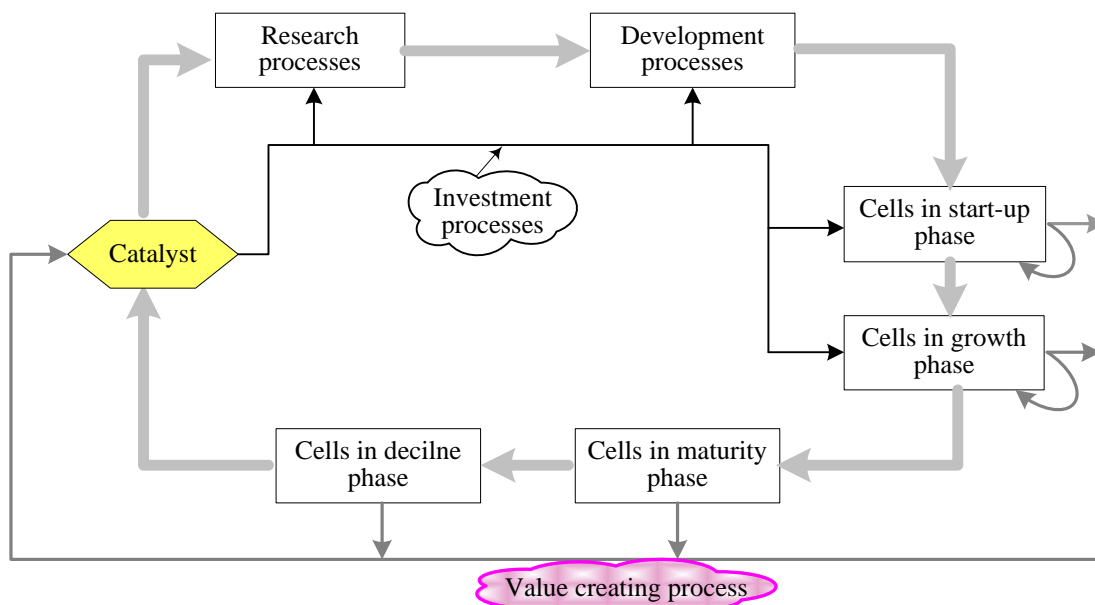 Research
processes
Development
processes
Investment
processes
Cells in start-up
phase
Catalyst
Cells in growth
phase
Cells in decilne
phase
Cells in maturity
phase
Value creating process